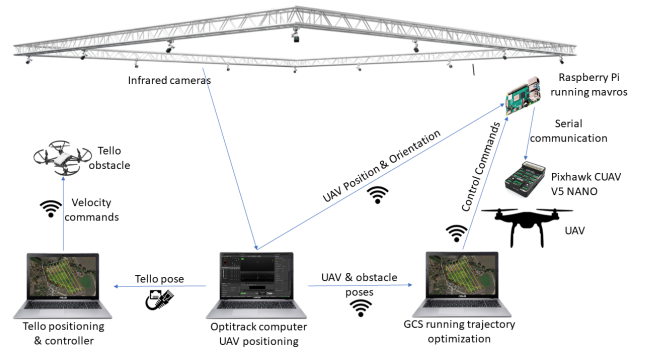 Infrared cameras
Raspberry Pi
running mavros
Serial
communication
Pixhawk CUAV
V5 NANO
UAV
UAV Position & Orientation
Control Commands
Tello
obstacle
Velocity
commands
Tello pose
UAV & obstacle
poses
Tello positioning
& controller
Optitrack computer
UAV positioning
GCS running trajectory
optimization